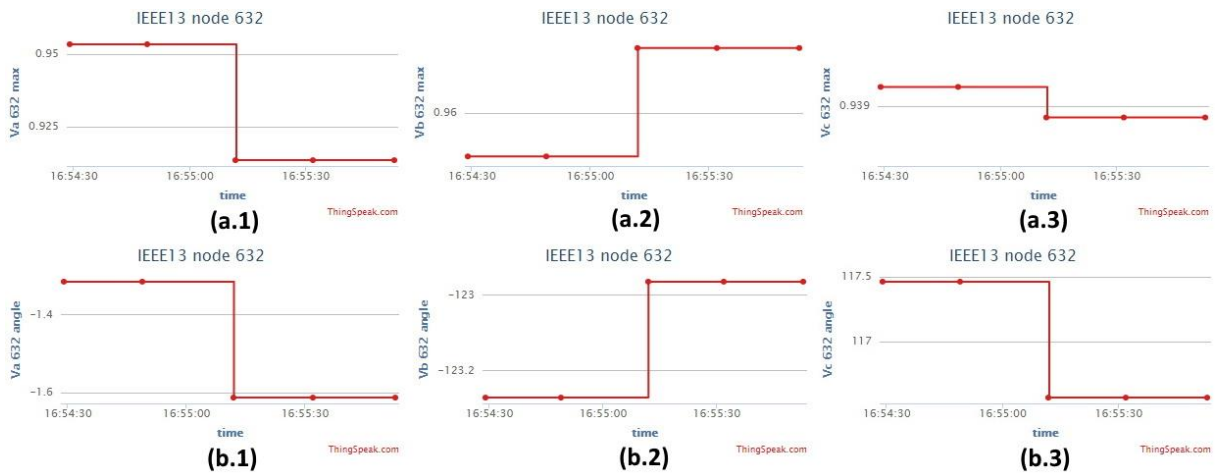 IEEE13 node 632
Va 632 max
0.95
0.925
16:54:30 16:55:00 16:55:30
time
ThingSpeak.com
(a.1)
IEEE13 node 632
Vb 632 max
0.96
16:54:30 16:55:00 16:55:30
time
ThingSpeak.com
(a.2)
IEEE13 node 632
Vc 632 max
0.939
16:54:30 16:55:00 16:55:30
time
ThingSpeak.com
(a.3)
IEEE13 node 632
Va 632 angle
-1.4
-1.6
16:54:30 16:55:00 16:55:30
time
ThingSpeak.com
(b.1)
IEEE13 node 632
Vb 632 angle
-123
-123.2
16:54:30 16:55:00 16:55:30
time
ThingSpeak.com
(b.2)
IEEE13 node 632
Vc 632 angle
117.5
117
16:54:30 16:55:00 16:55:30
time
ThingSpeak.com
(b.3)